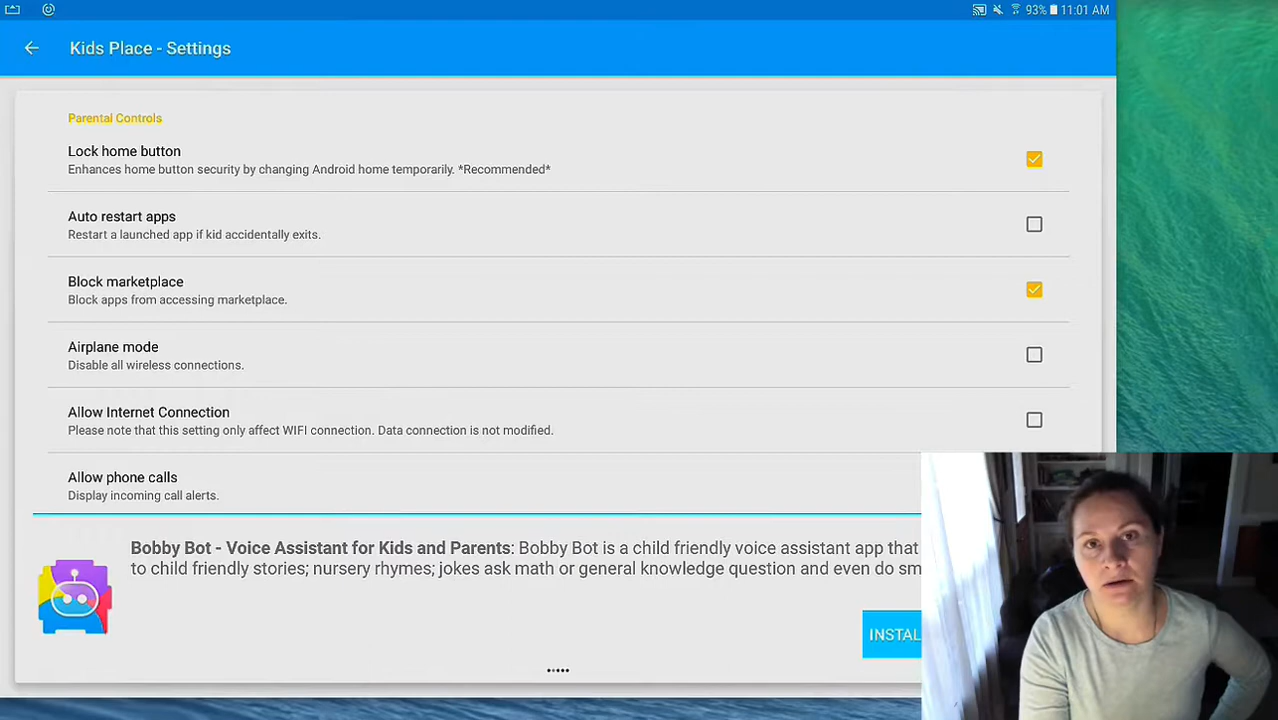 93% 11:01 AM
Kids Place - Settings
Parental Controls
Lock home button
Enhances home button security by changing Android home temporarily. *Recommended*
Auto restart apps
Restart a launched app if kid accidentally exits.
Block marketplace
Block apps from accessing marketplace.
Airplane mode
Disable all wireless connections.
Allow Internet Connection
Please note that this setting only affect WIFI connection. Data connection is not modified.
Allow phone calls
Display incoming call alerts.
Bobby Bot - Voice Assistant for Kids and Parents: Bobby Bot is a child friendly voice assistant app that
to child friendly stories; nursery rhymes; jokes ask math or general knowledge question and even do sm
INSTAL